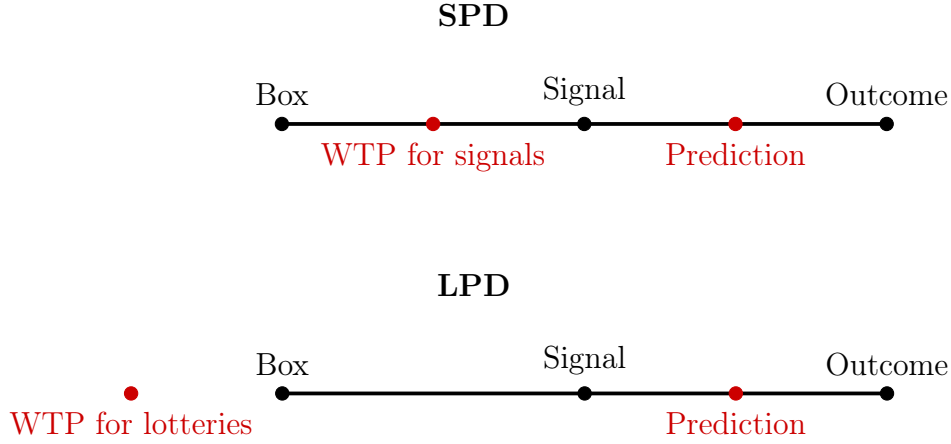 SPD
Box
Signal
Outcome
WTP for signals
Prediction
LPD
Box
Signal
Outcome
WTP for lotteries
Prediction